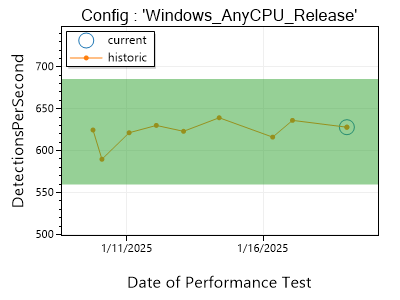 Config : 'Windows_AnyCPU_Release'
current
historic
DetectionsPerSecond
700
650
600
550
500
1/11/2025
1/16/2025
Date of Performance Test